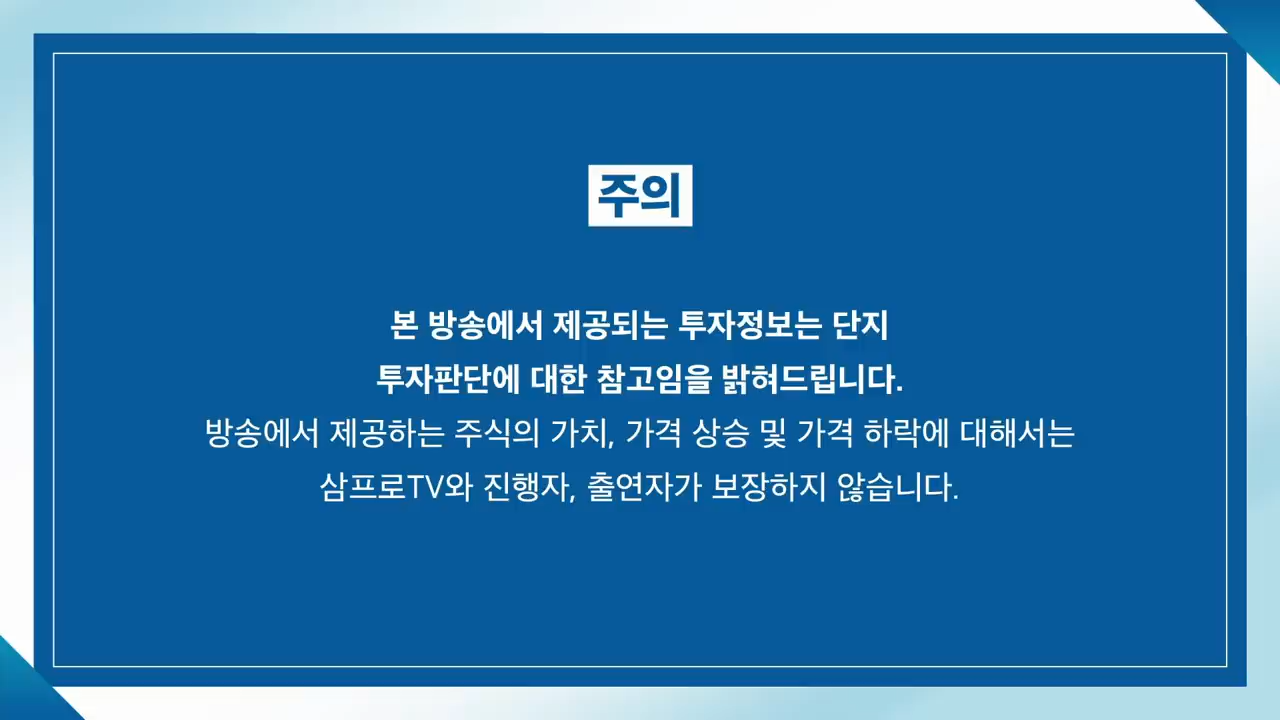 주의
본 방송에서 제공되는 투자정보는 단지
투자판단에 대한 참고임을 밝혀드립니다.
방송에서 제공하는 주식의 가치, 가격 상승 및 가격 하락에 대해서는
삼프로TV와 진행자, 출연자가 보장하지 않습니다.